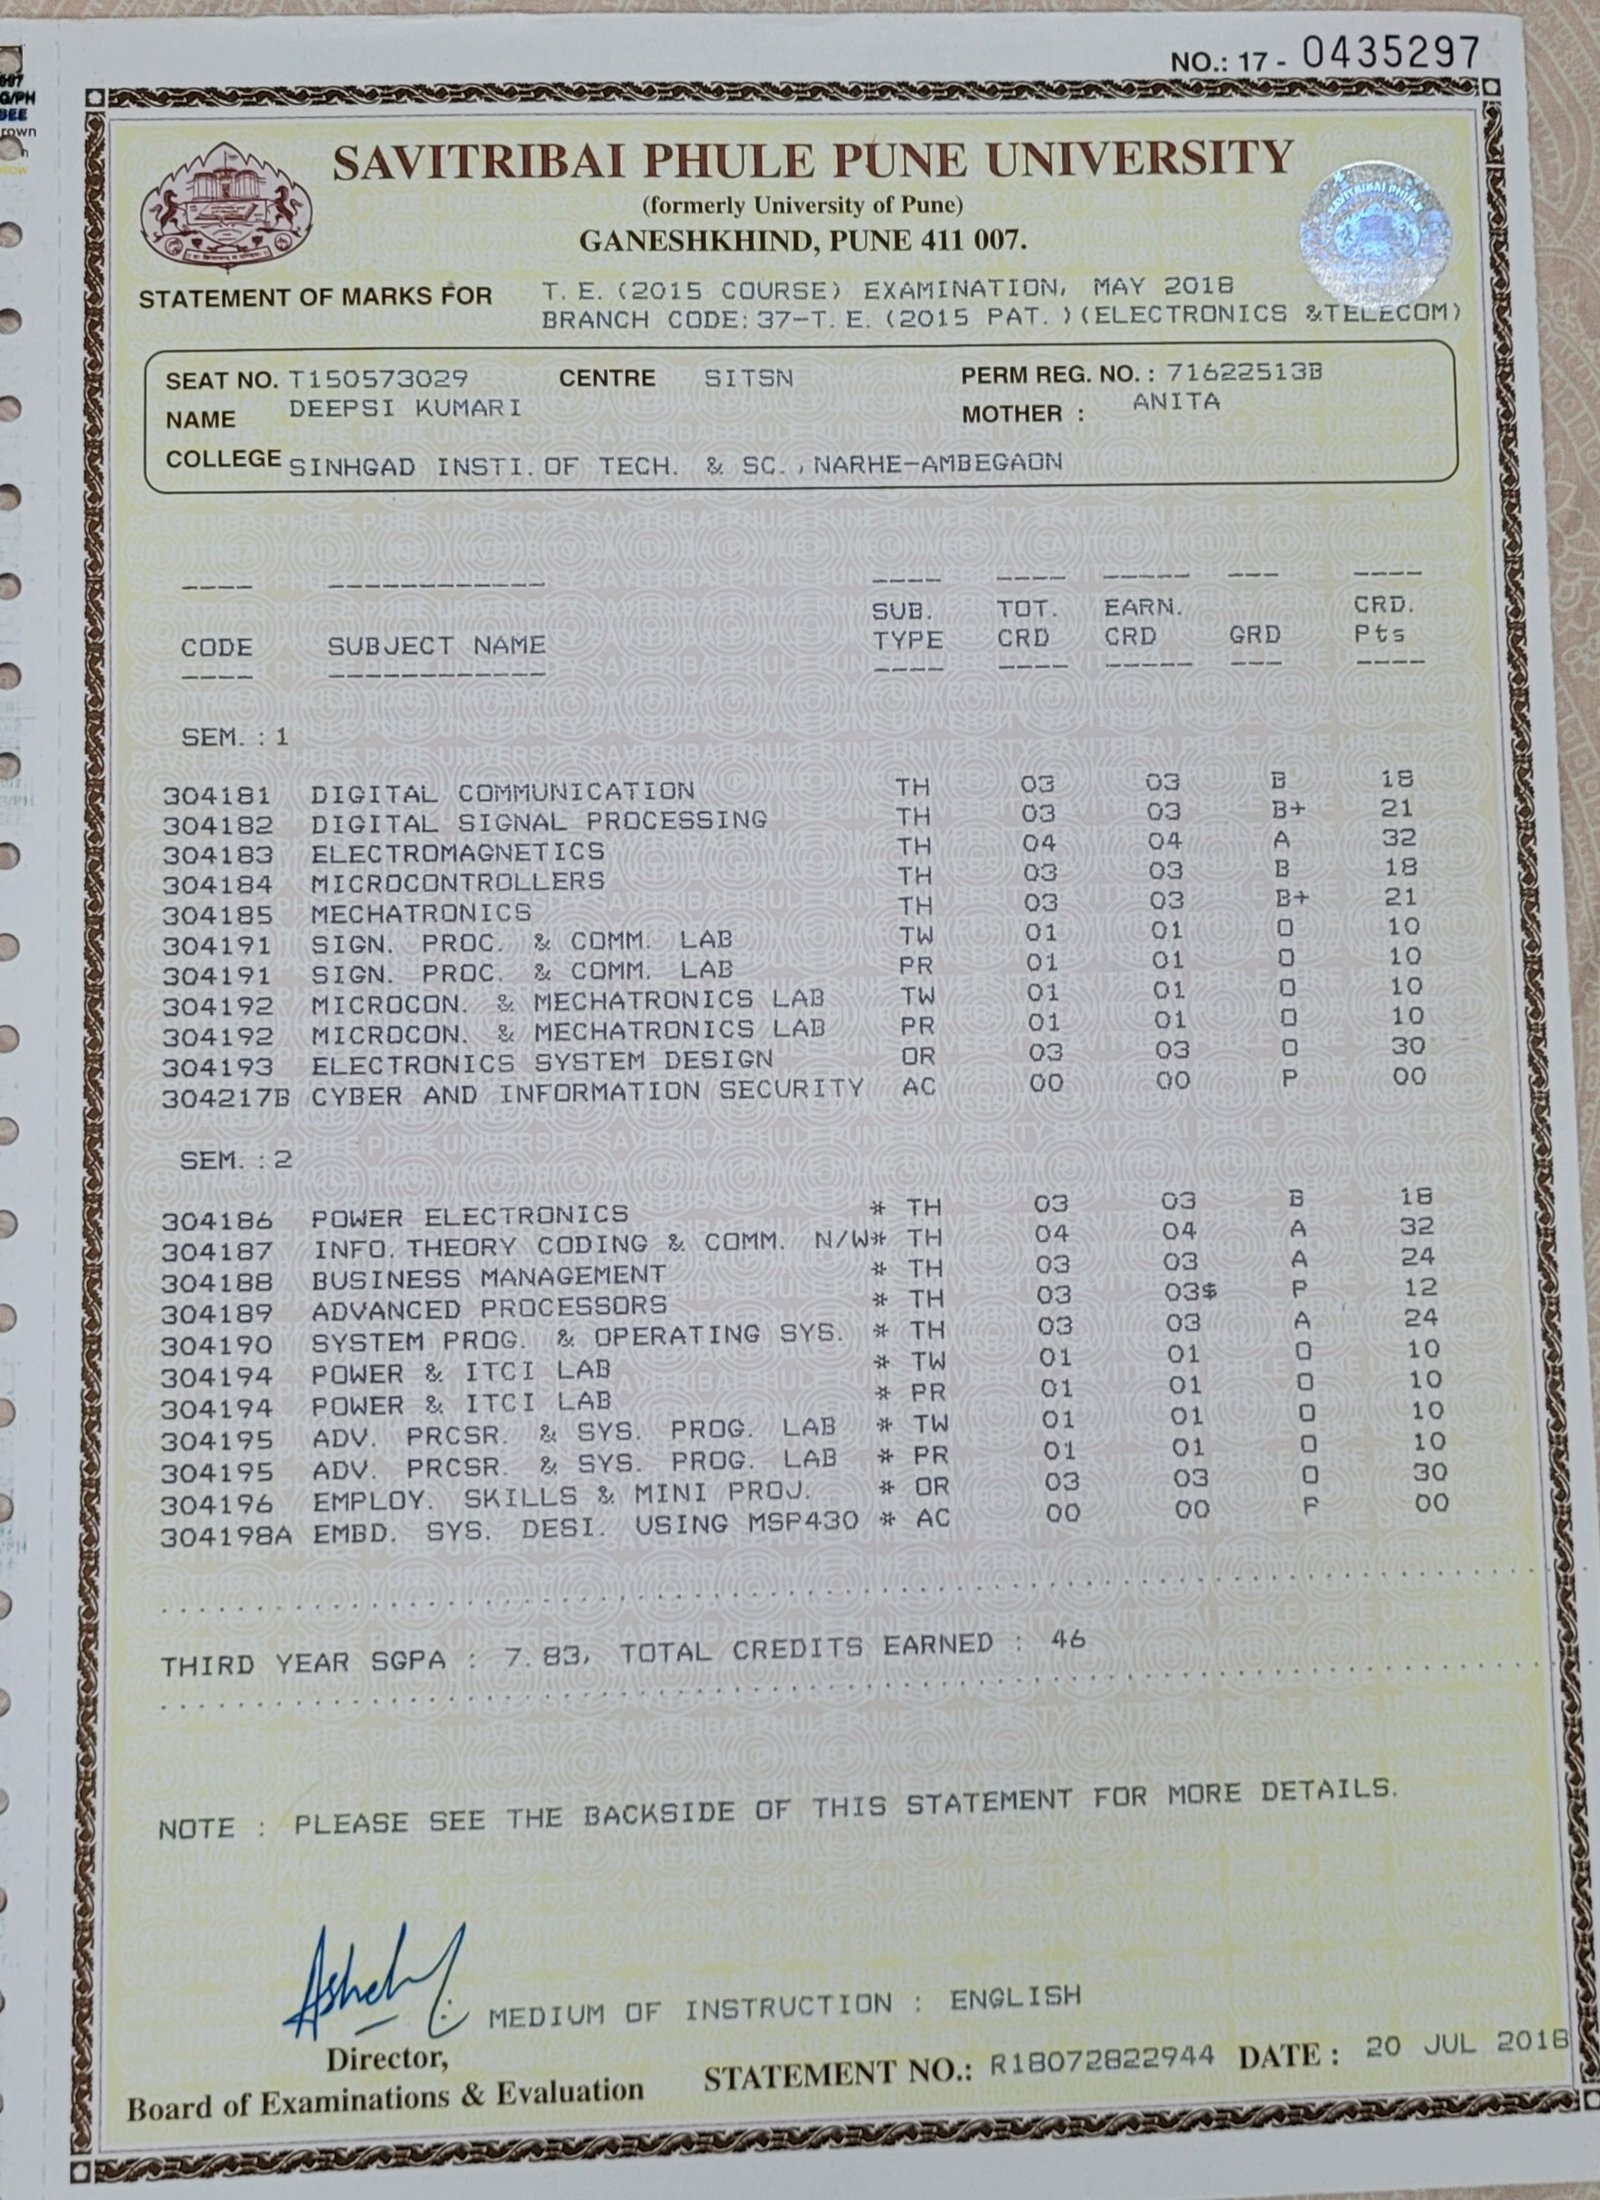 NO.: 17 - 0435297
SAVITRIBAI PHULE PUNE UNIVERSITY
(formerly University of Pune)
GANESHKHIND, PUNE 411 007.
STATEMENT OF MARKS FOR T. E. (2015 COURSE) EXAMINATION, MAY 2018
BRANCH CODE: 37-T. E. (2015 PAT. )(ELECTRONICS &TELECOM)
SEAT NO. T150573029 CENTRE SITSN PERM REG. NO. : 71622513B
NAME DEEPSI KUMARI MOTHER : ANITA
COLLEGE SINHGAD INSTI. OF TECH. & SC. , NARHE-AMBEGAON
SUB. TOT. EARN. CRD.
CODE SUBJECT NAME TYPE CRD CRD GRD Pts
SEM. : 1
304181 DIGITAL COMMUNICATION TH 03 03 B 18
304182 DIGITAL SIGNAL PROCESSING TH 03 03 B+ 21
304183 ELECTROMAGNETICS TH 04 04 A 32
304184 MICROCONTROLLERS TH 03 03 B 18
304185 MECHATRONICS TH 03 03 B+ 21
304191 SIGN. PROC. & COMM. LAB TW 01 01 O 10
304191 SIGN. PROC. & COMM. LAB PR 01 01 O 10
304192 MICROCON. & MECHATRONICS LAB TW 01 01 O 10
304192 MICROCON. & MECHATRONICS LAB PR 01 01 O 10
304193 ELECTRONICS SYSTEM DESIGN OR 03 03 O 30
304217B CYBER AND INFORMATION SECURITY AC 00 00 P 00
SEM. : 2
304186 POWER ELECTRONICS * TH 03 03 B 18
304187 INFO. THEORY CODING & COMM. N/W* TH 04 04 A 32
304188 BUSINESS MANAGEMENT * TH 03 03 A 24
304189 ADVANCED PROCESSORS * TH 03 03$ P 12
304190 SYSTEM PROG. & OPERATING SYS. * TH 03 03 A 24
304194 POWER & ITCI LAB * TW 01 01 O 10
304194 POWER & ITCI LAB * PR 01 01 O 10
304195 ADV. PRCSR. & SYS. PROG. LAB * TW 01 01 O 10
304195 ADV. PRCSR. & SYS. PROG. LAB * PR 01 01 O 10
304196 EMPLOY. SKILLS & MINI PROJ. * OR 03 03 O 30
304198A EMBD. SYS. DESI. USING MSP430 * AC 00 00 P 00
THIRD YEAR SGPA : 7. 83, TOTAL CREDITS EARNED : 46
NOTE : PLEASE SEE THE BACKSIDE OF THIS STATEMENT FOR MORE DETAILS.
MEDIUM OF INSTRUCTION : ENGLISH
Director,
Board of Examinations & Evaluation
STATEMENT NO.: R18072822944 DATE : 20 JUL 2018